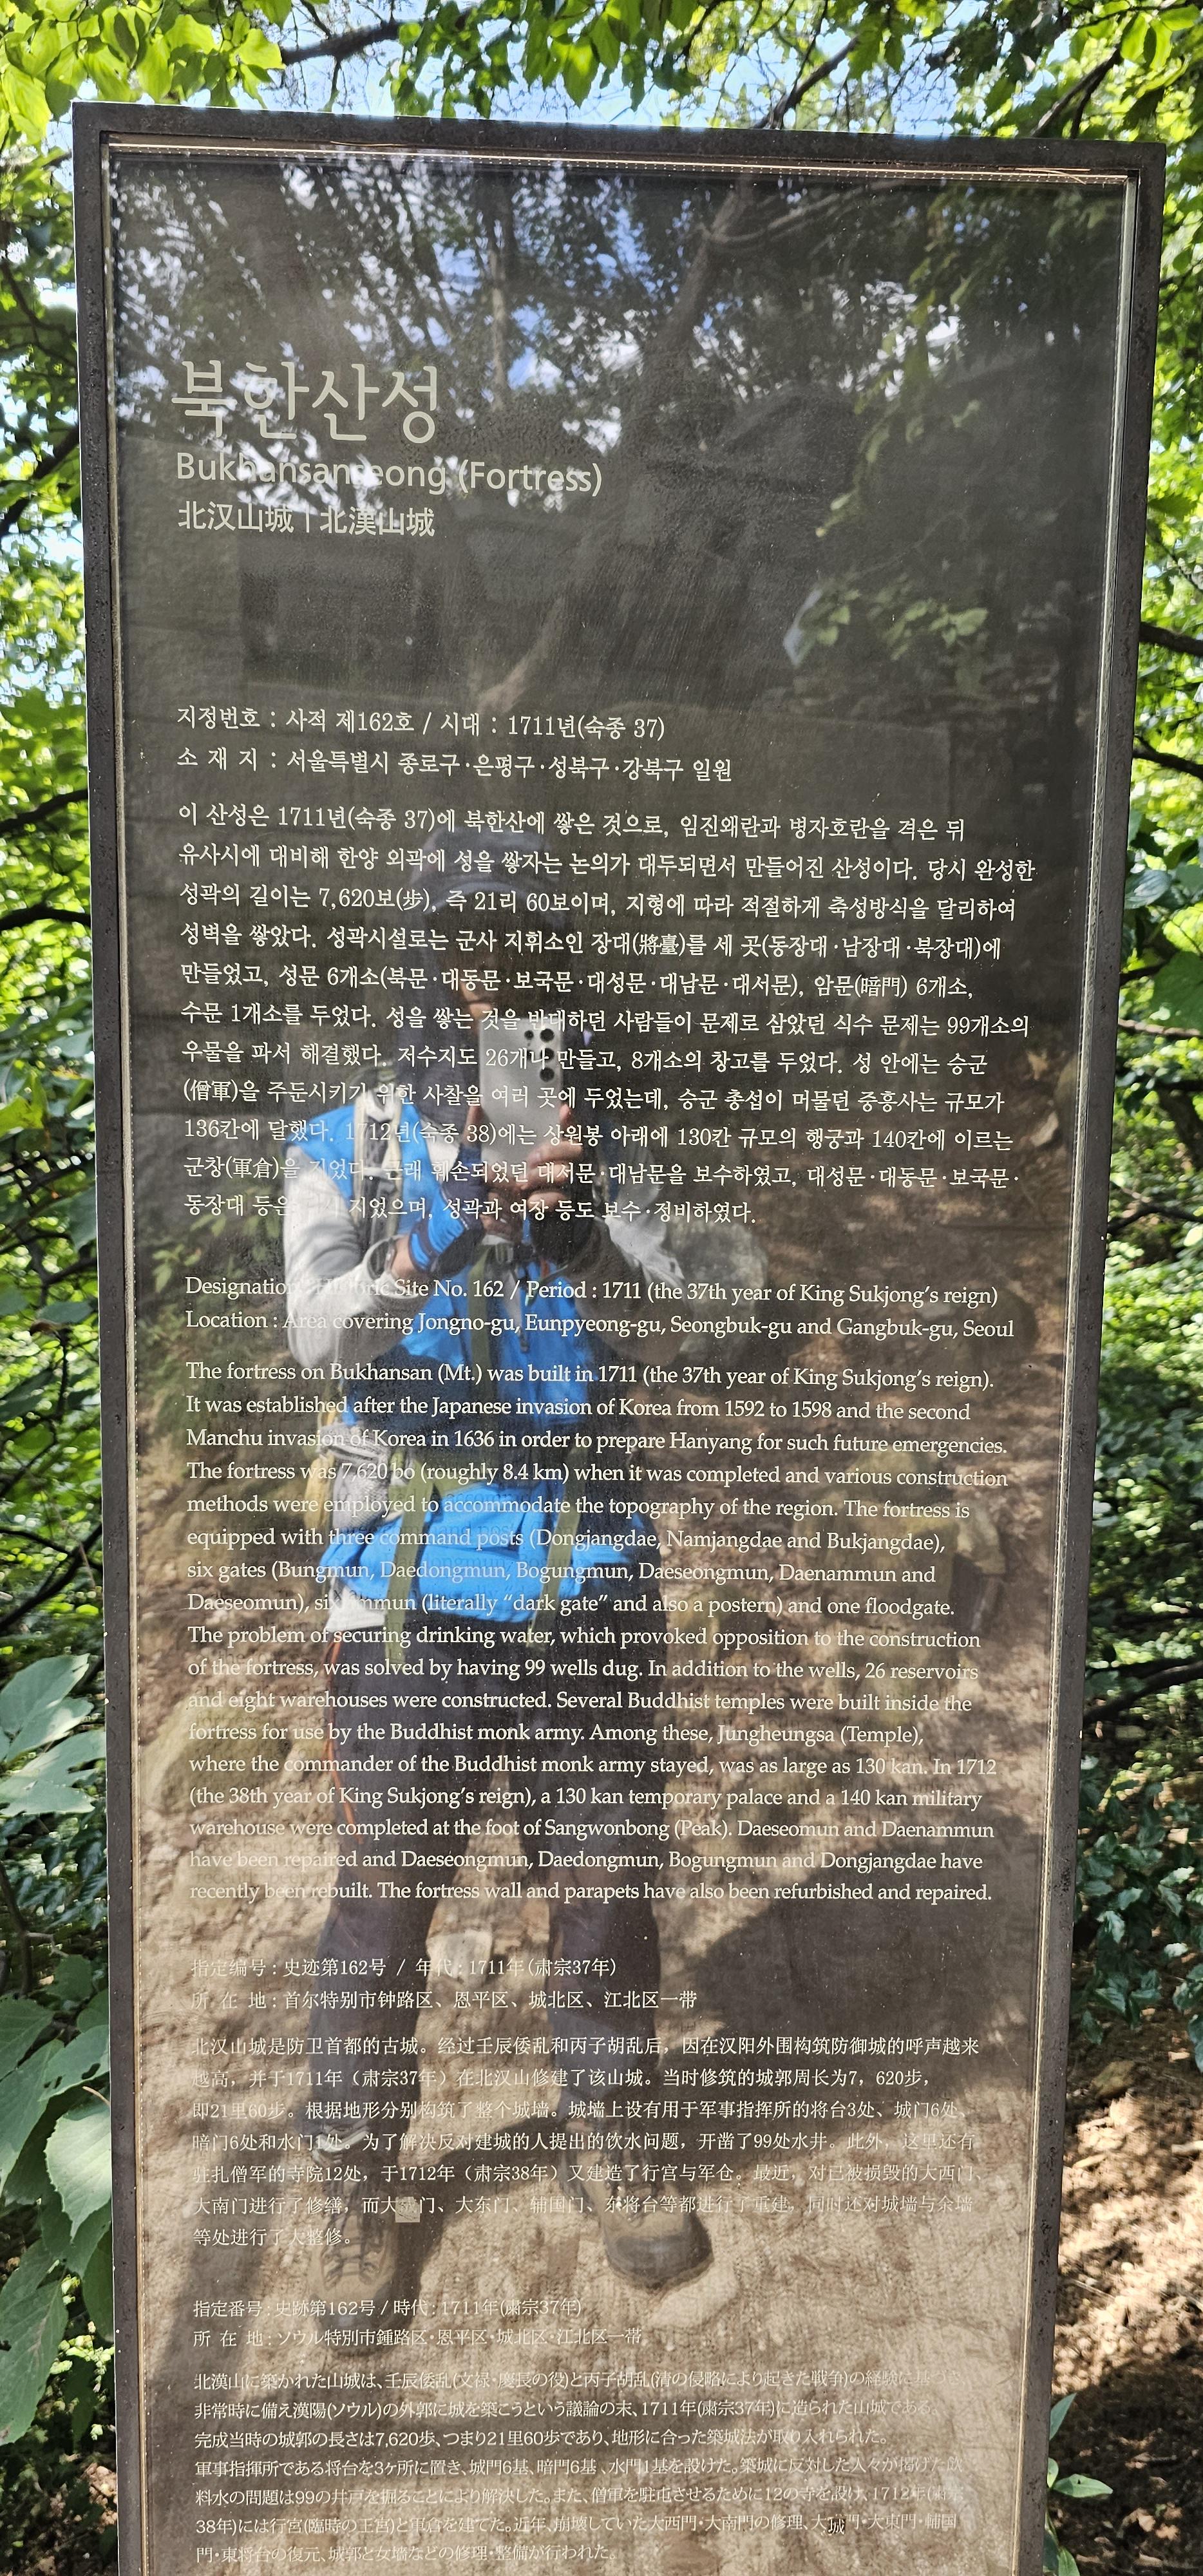 북한산성
Bukhansanseong (Fortress)
北汉山城 | 北漢山城
지정번호 : 사적 제162호 / 시대 : 1711년(숙종 37)
소 재 지 : 서울특별시 종로구·은평구·성북구·강북구 일원
이 산성은 1711년(숙종 37)에 북한산에 쌓은 것으로, 임진왜란과 병자호란을 겪은 뒤
유사시에 대비해 한양 외곽에 성을 쌓자는 논의가 대두되면서 만들어진 산성이다. 당시 완성한
성곽의 길이는 7,620보(步), 즉 21리 60보이며, 지형에 따라 적절하게 축성방식을 달리하여
성벽을 쌓았다. 성곽시설로는 군사 지휘소인 장대(將臺)를 세 곳(동장대·남장대·북장대)에
만들었고, 성문 6개소(북문·대동문·보국문·대성문·대남문·대서문), 암문(暗門) 6개소,
수문 1개소를 두었다. 성을 쌓는 것을 반대하던 사람들이 문제로 삼았던 식수 문제는 99개소의
우물을 파서 해결했다. 저수지도 26개나 만들고, 8개소의 창고를 두었다. 성 안에는 승군
(僧軍)을 주둔시키기 위한 사찰을 여러 곳에 두었는데, 승군 총섭이 머물던 중흥사는 규모가
136칸에 달했다. 1712년(숙종 38)에는 상원봉 아래에 130칸 규모의 행궁과 140칸에 이르는
군창(軍倉)을 지었다. 근래 훼손되었던 대서문·대남문을 보수하였고, 대성문·대동문·보국문·
동장대 등은 지었으며, 성곽과 여장 등도 보수·정비하였다.
Designation : Historic Site No. 162 / Period : 1711 (the 37th year of King Sukjong's reign)
Location : Area covering Jongno-gu, Eunpyeong-gu, Seongbuk-gu and Gangbuk-gu, Seoul
The fortress on Bukhansan (Mt.) was built in 1711 (the 37th year of King Sukjong's reign).
It was established after the Japanese invasion of Korea from 1592 to 1598 and the second
Manchu invasion of Korea in 1636 in order to prepare Hanyang for such future emergencies.
The fortress was 7,620 bo (roughly 8.4 km) when it was completed and various construction
methods were employed to accommodate the topography of the region. The fortress is
equipped with three command posts (Dongjangdae, Namjangdae and Bukjangdae),
six gates (Bungmun, Daedongmun, Bogungmun, Daeseongmun, Daenammun and
Daeseomun), six ammun (literally "dark gate" and also a postern) and one floodgate.
The problem of securing drinking water, which provoked opposition to the construction
of the fortress, was solved by having 99 wells dug. In addition to the wells, 26 reservoirs
and eight warehouses were constructed. Several Buddhist temples were built inside the
fortress for use by the Buddhist monk army. Among these, Jungheungsa (Temple),
where the commander of the Buddhist monk army stayed, was as large as 130 kan. In 1712
(the 38th year of King Sukjong's reign), a 130 kan temporary palace and a 140 kan military
warehouse were completed at the foot of Sangwonbong (Peak). Daeseomun and Daenammun
have been repaired and Daeseongmun, Daedongmun, Bogungmun and Dongjangdae have
recently been rebuilt. The fortress wall and parapets have also been refurbished and repaired.
指定编号 : 史迹第162号 / 年代 : 1711年(肃宗37年)
所 在 地 : 首尔特别市钟路区、恩平区、城北区、江北区一带
北汉山城是防卫首都的古城。经过壬辰倭乱和丙子胡乱后，因在汉阳外围构筑防御城的呼声越来
越高，并于1711年（肃宗37年）在北汉山修建了该山城。当时修筑的城郭周长为7，620步，
即21里60步。根据地形分别构筑了整个城墙。城墙上设有用于军事指挥所的将台3处、城门6处、
暗门6处和水门1处。为了解决反对建城的人提出的饮水问题，开凿了99处水井。此外，这里还有
驻扎僧军的寺院12处，于1712年（肃宗38年）又建造了行宫与军仓。最近，对已被损毁的大西门、
大南门进行了修缮，而大门、大东门、辅国门、东将台等都进行了重建，同时还对城墙与余墙
等处进行了大整修。
指定番号 : 史跡第162号 / 時代 : 1711年(粛宗37年)
所 在 地 : ソウル特別市鍾路区·恩平区·城北区·江北区一帯
北漢山に築かれた山城は、壬辰倭乱(文禄·慶長の役)と丙子胡乱(清の侵略により起きた戦争)の経験
非常時に備え漢陽(ソウル)の外郭に城を築こうという議論の末、1711年(粛宗37年)に造られた山城である。
完成当時の城郭の長さは7,620歩、つまり21里60歩であり、地形に合った築城法が取り入れられた。
軍事指揮所である将台を3ヶ所に置き、城門6基、暗門6基、水門1基を設けた。築城に反対した人々が掲げた飲
料水の問題は99の井戸を掘ることにより解決した。また、僧軍を駐屯させるために12の寺を設け、1712年(粛宗
38年)には行宮(臨時の王宮)と軍倉を建てた。近年、崩壊していた大西門·大南門の修理、大城門·大東門·輔国
門·東将台の復元、城郭と女墻などの修理·整備が行われた。